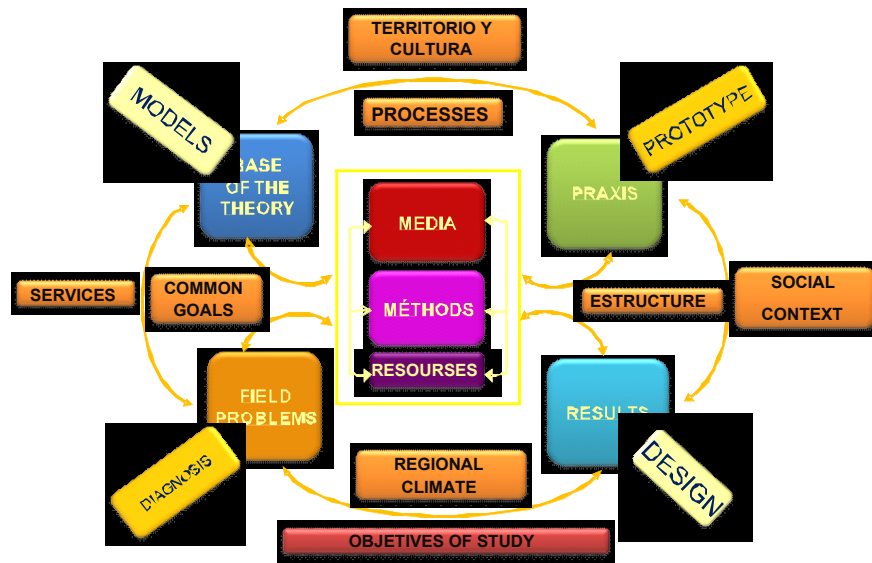 TERRITORIO Y
CULTURA
MODELS
PROTOTYPE
PROCESSES
BASE
OF THE
THEORY
PRAXIS
MEDIA
SERVICES
COMMON
GOALS
MÉTHODS
ESTRUCTURE
SOCIAL
CONTEXT
RESOURSES
FIELD
PROBLEMS
RESULTS
DIAGNOSIS
REGIONAL
CLIMATE
DESIGN
OBJETIVES OF STUDY